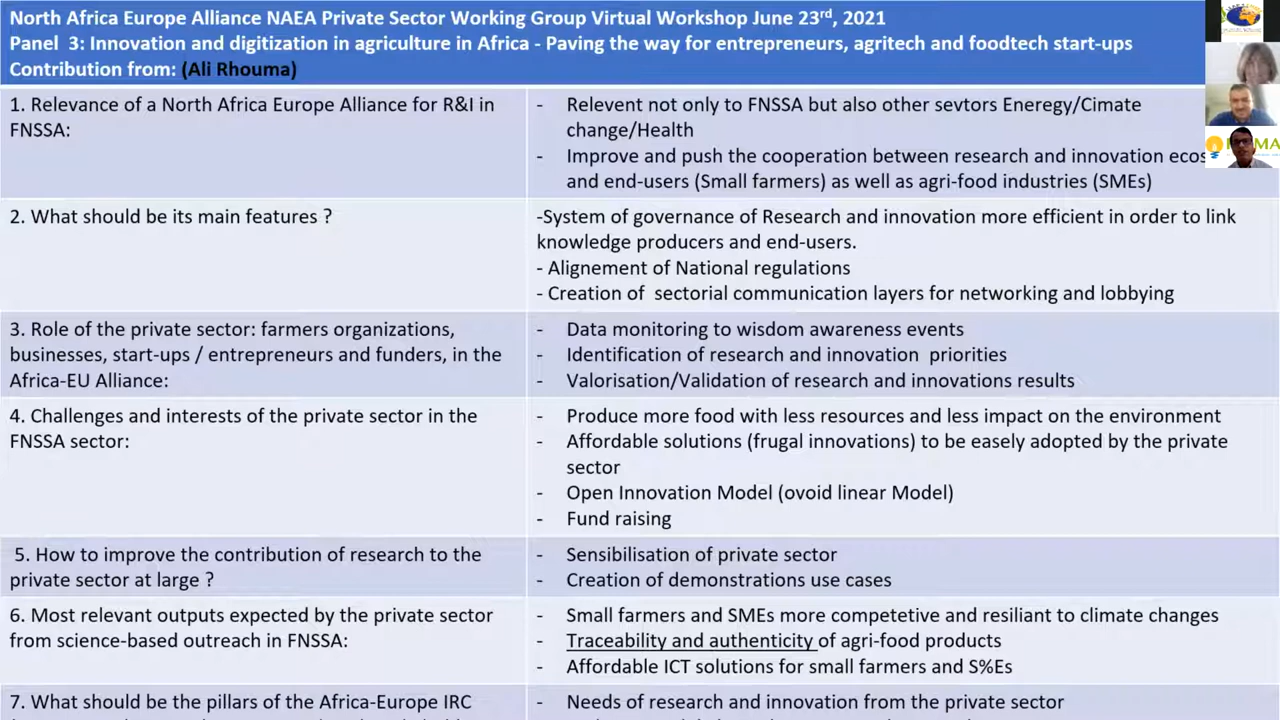 North Africa Europe Alliance NAEA Private Sector Working Group Virtual Workshop June 23rd, 2021
Panel 3: Innovation and digitization in agriculture in Africa - Paving the way for entrepreneurs, agritech and foodtech start-ups
Contribution from: (Ali Rhouma)
1. Relevance of a North Africa Europe Alliance for R&I in
FNSSA:
- Relevent not only to FNSSA but also other sevtors Eneregy/Cimate
change/Health
- Improve and push the cooperation between research and innovation ecos
and end-users (Small farmers) as well as agri-food industries (SMEs)
2. What should be its main features ?
-System of governance of Research and innovation more efficient in order to link
knowledge producers and end-users.
- Alignement of National regulations
- Creation of sectorial communication layers for networking and lobbying
3. Role of the private sector: farmers organizations,
businesses, start-ups / entrepreneurs and funders, in the
Africa-EU Alliance:
- Data monitoring to wisdom awareness events
- Identification of research and innovation priorities
- Valorisation/Validation of research and innovations results
4. Challenges and interests of the private sector in the
FNSSA sector:
- Produce more food with less resources and less impact on the environment
- Affordable solutions (frugal innovations) to be easely adopted by the private
sector
- Open Innovation Model (ovoid linear Model)
- Fund raising
5. How to improve the contribution of research to the
private sector at large ?
- Sensibilisation of private sector
- Creation of demonstrations use cases
6. Most relevant outputs expected by the private sector
from science-based outreach in FNSSA:
- Small farmers and SMEs more competetive and resiliant to climate changes
- Traceability and authenticity of agri-food products
- Affordable ICT solutions for small farmers and S%Es
7. What should be the pillars of the Africa-Europe IRC
- Needs of research and innovation from the private sector